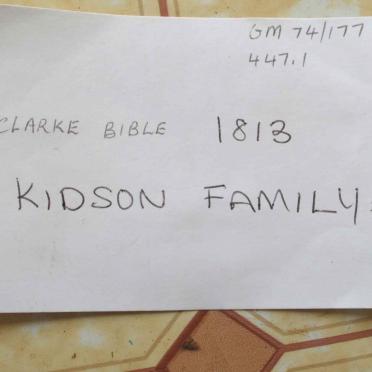 GM 74/177
447.1
CLARKE BIBLE 1813
KIDSON FAMILY